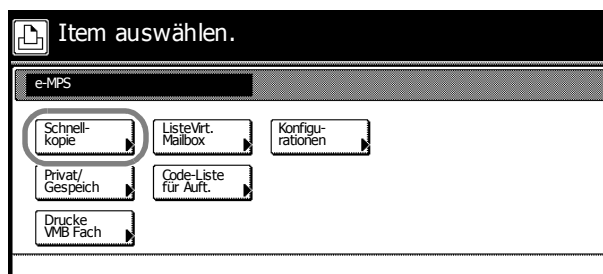 Item auswählen.
e-MPS
Schnell-
kopie
ListeVirt.
Mailbox
Konfigu-
rationen
Privat/
Gespeich
Code-Liste
für Auft.
Drucke
VMB Fach